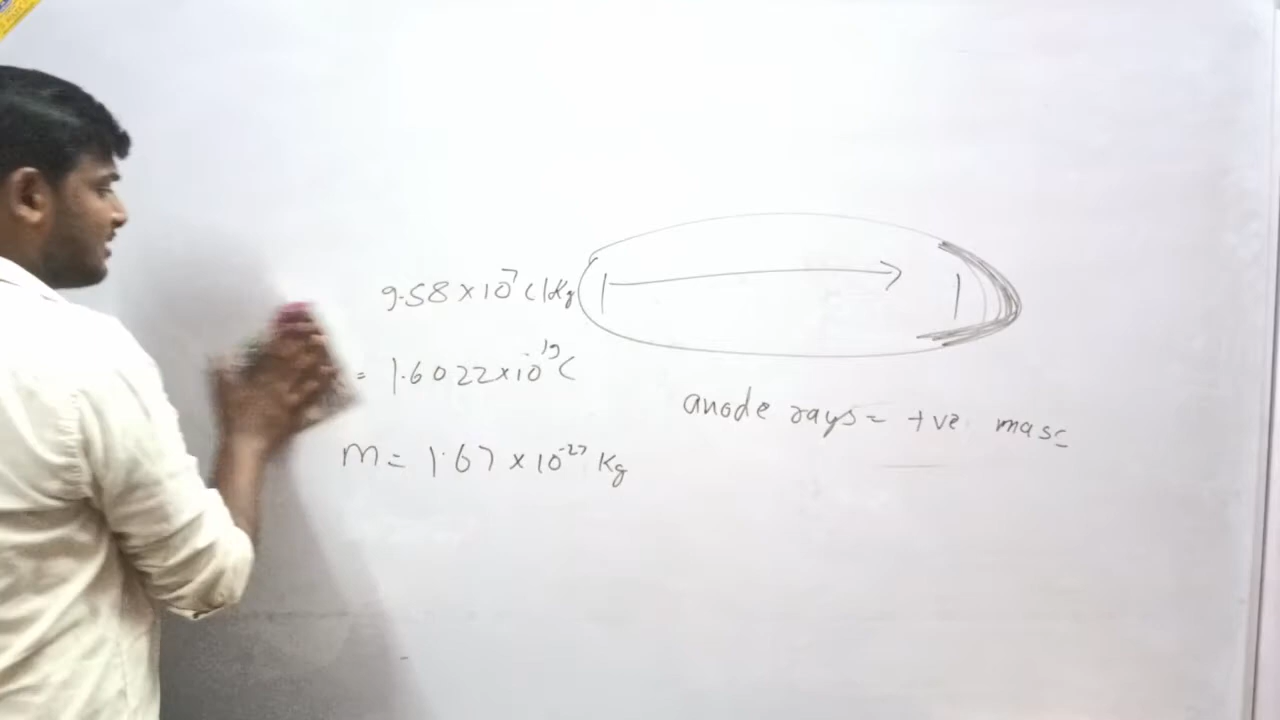 9.58 × 10⁷ C/Kg
= 1.6022×10⁻¹⁹ C
m = 1.67 × 10⁻²⁷ Kg
anode rays = +ve mass